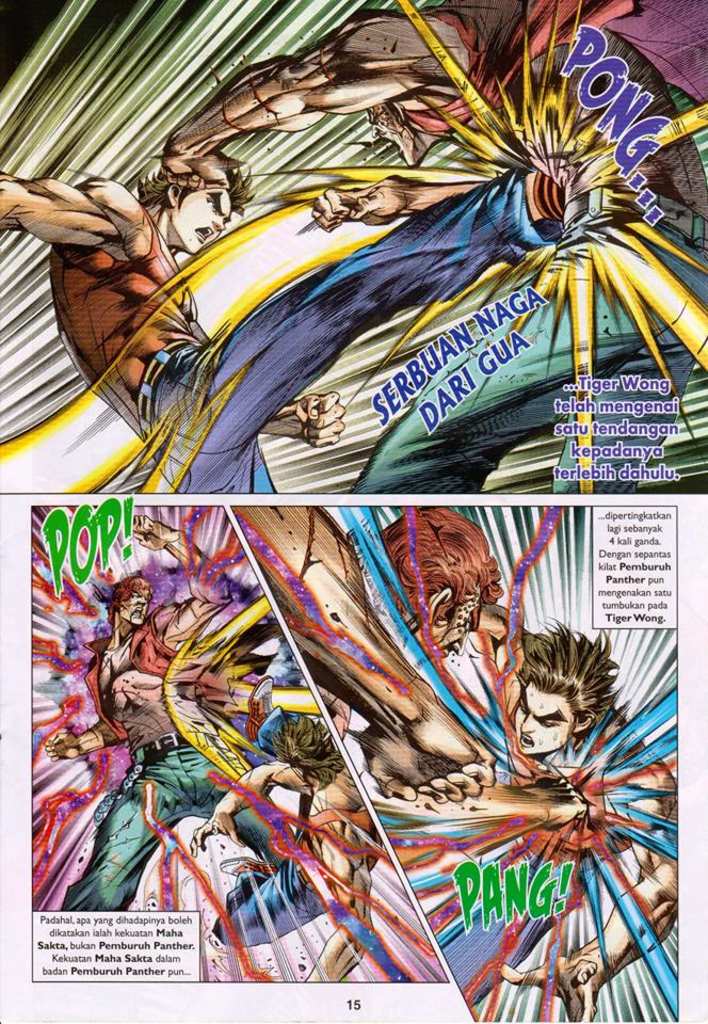 PONG...
SERBUAN NAGA
DARI GUA
...Tiger Wong
telah mengenai
satu tendangan
kepadanya
terlebih dahulu.
POP!
Padahal, apa yang dihadapinya boleh
dikatakan ialah kekuatan Maha
Sakta, bukan Pemburuh Panther.
Kekuatan Maha Sakta dalam
badan Pemburuh Panther pun...
...dipertingkatkan
lagi sebanyak
4 kali ganda.
Dengan sepantas
kilat Pemburuh
Panther pun
mengenakan satu
tumbukan pada
Tiger Wong.
PANG!
15